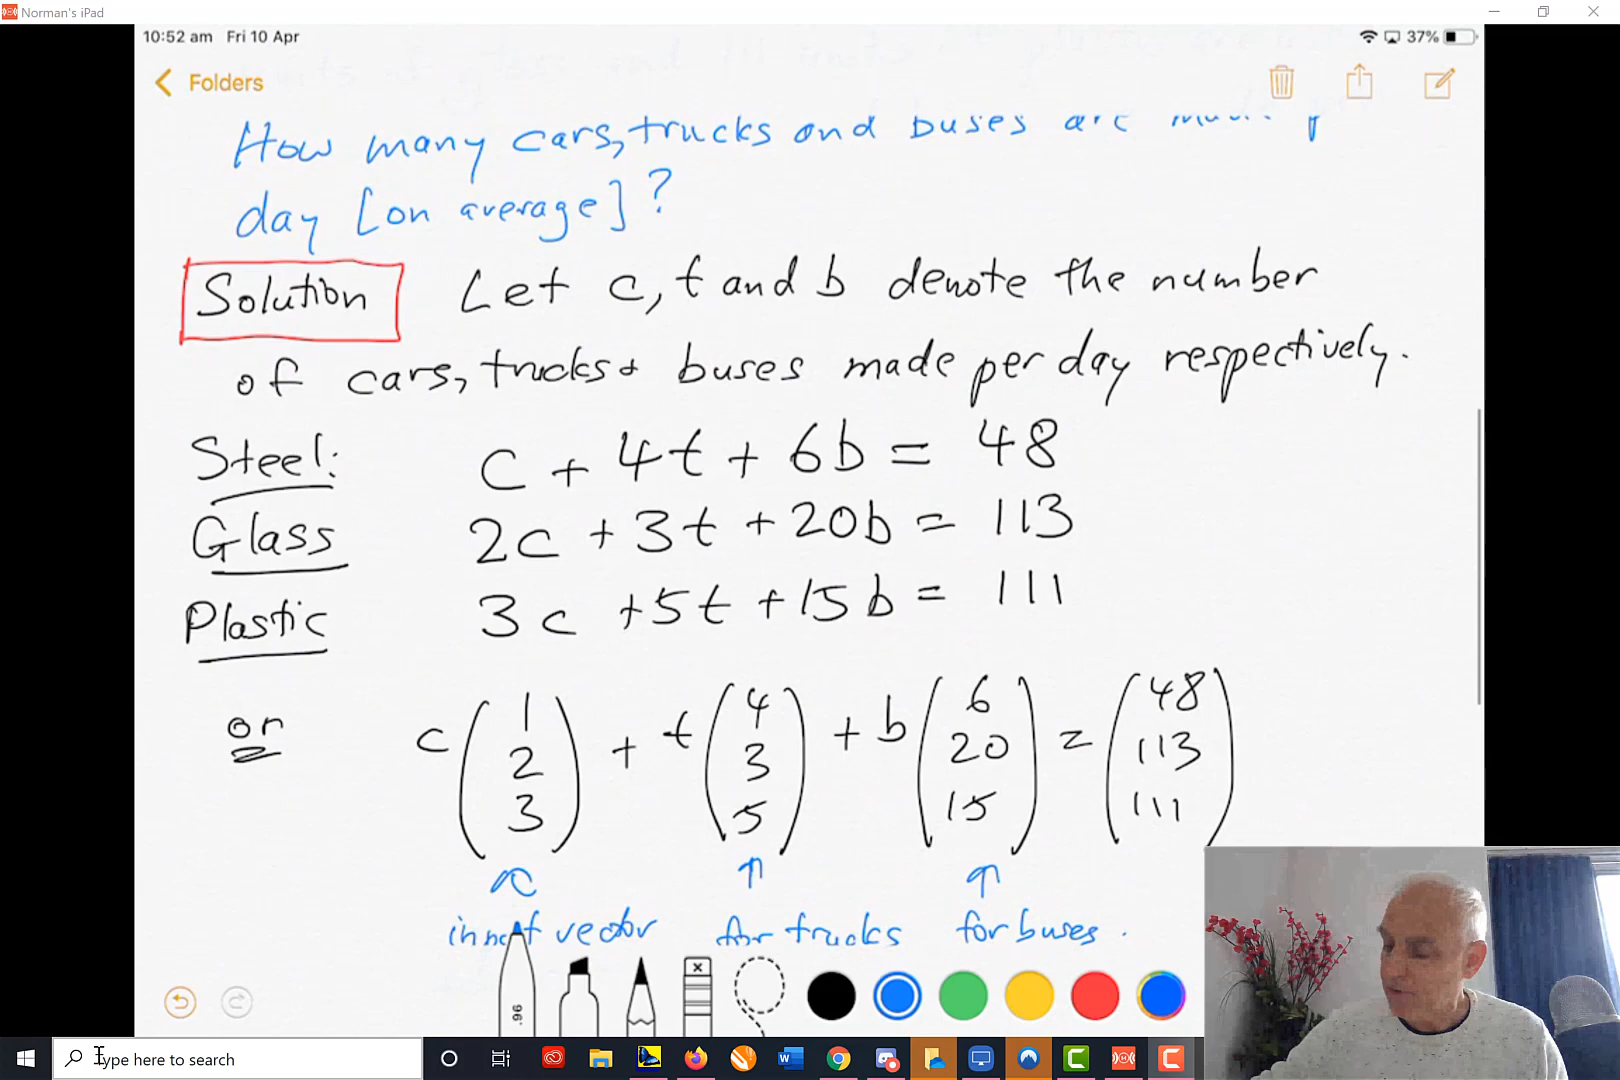 Norman's iPad
10:52 am Fri 10 Apr
37%
Folders
How many cars, trucks and buses are
day [on average]?
Solution Let c, t and b denote the number
of cars, trucks + buses made per day respectively.
Steel: c + 4t + 6b = 48
Glass 2c + 3t + 20b = 113
Plastic 3c + 5t + 15b = 111
or c (1 2 3) + t (4 3 5) + b (6 20 15) = (48 113 111)
vector for trucks for buses.
96
Type here to search